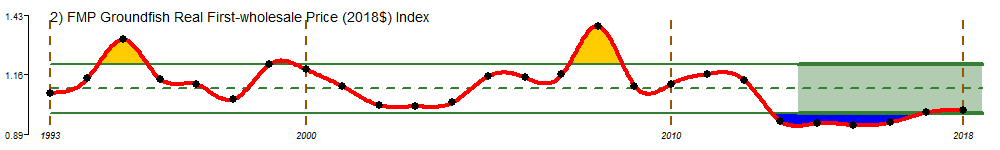 2) FMP Groundfish Real First-wholesale Price (2018$) Index
1.43
1.16
0.89
1993 2000 2010 2018